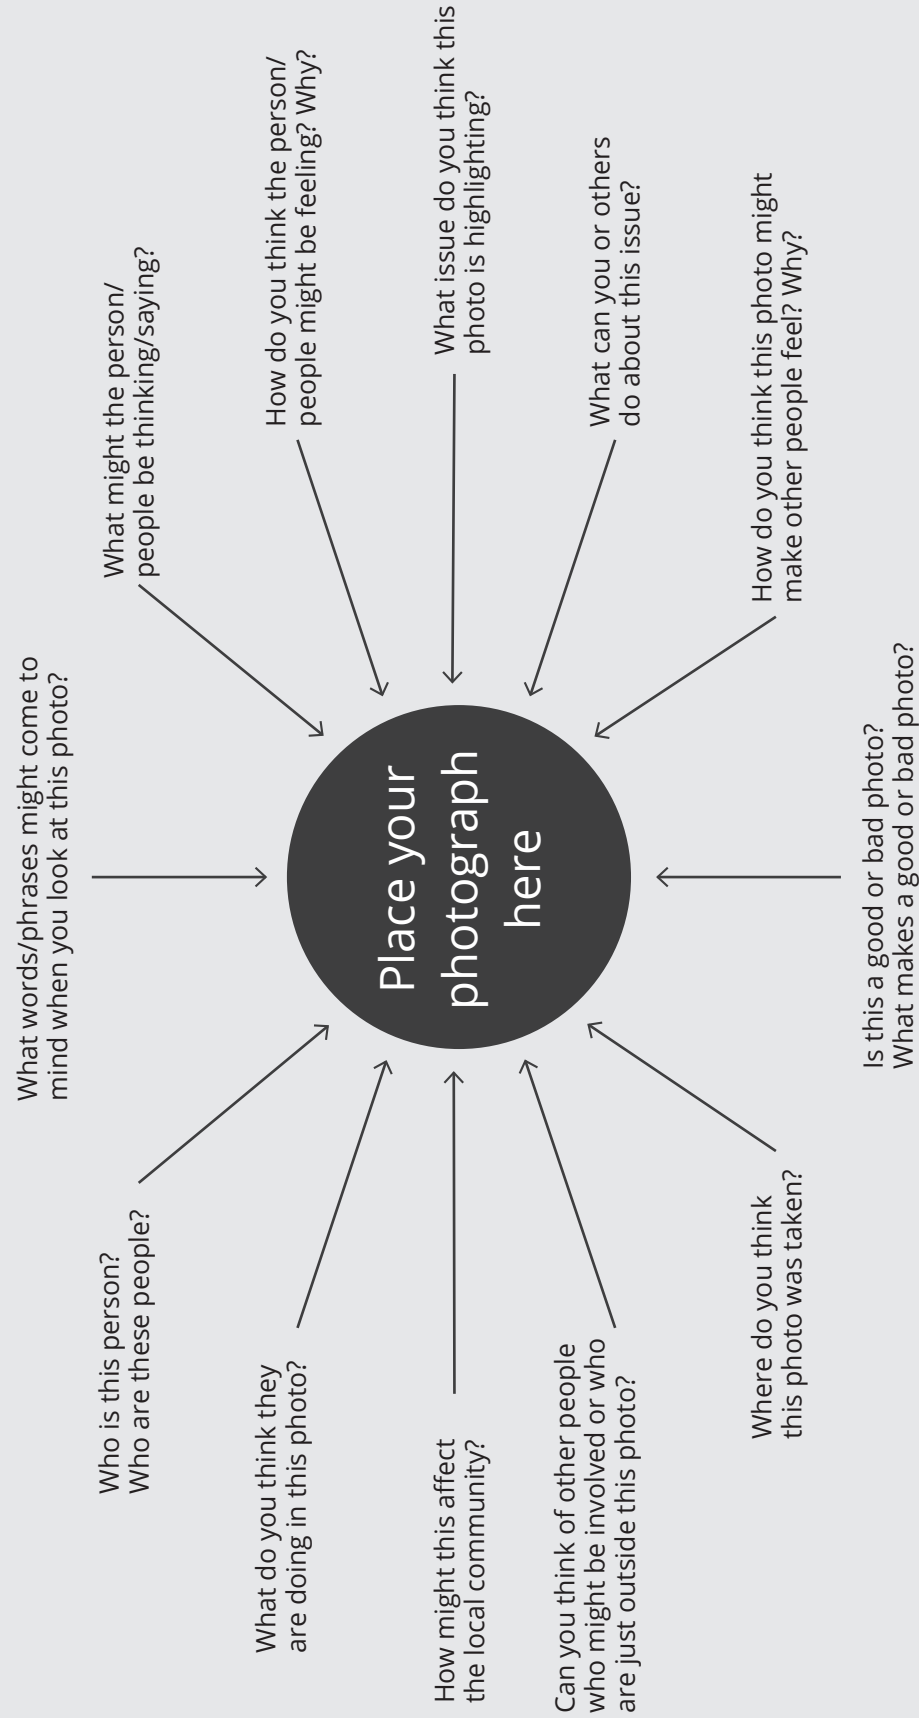 What words/phrases might come to
mind when you look at this photo?
What might the person/
people be thinking/saying?
How do you think the person/
people might be feeling? Why?
What issue do you think this
photo is highlighting?
What can you or others
do about this issue?
How do you think this photo might
make other people feel? Why?
Is this a good or bad photo?
What makes a good or bad photo?
Where do you think
this photo was taken?
Can you think of other people
who might be involved or who
are just outside this photo?
How might this affect
the local community?
What do you think they
are doing in this photo?
Who is this person?
Who are these people?
Place your
photograph
here